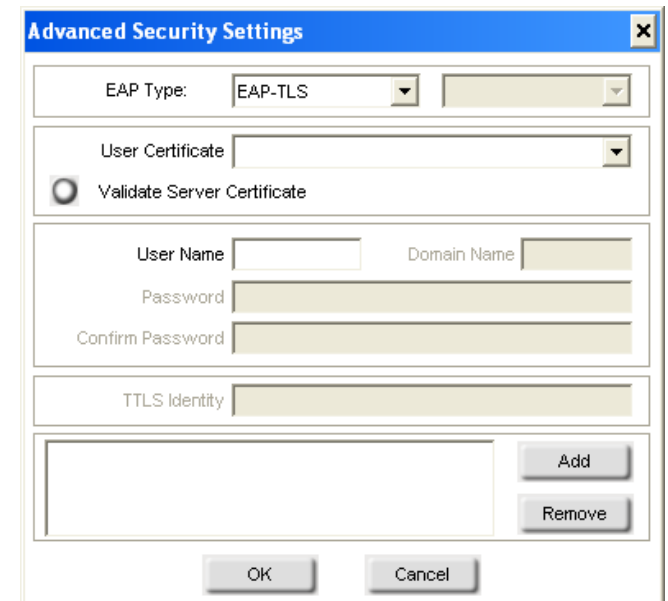 Advanced Security Settings
EAP Type: EAP-TLS
User Certificate
Validate Server Certificate
User Name Domain Name
Password
Confirm Password
TTLS Identity
Add
Remove
OK Cancel